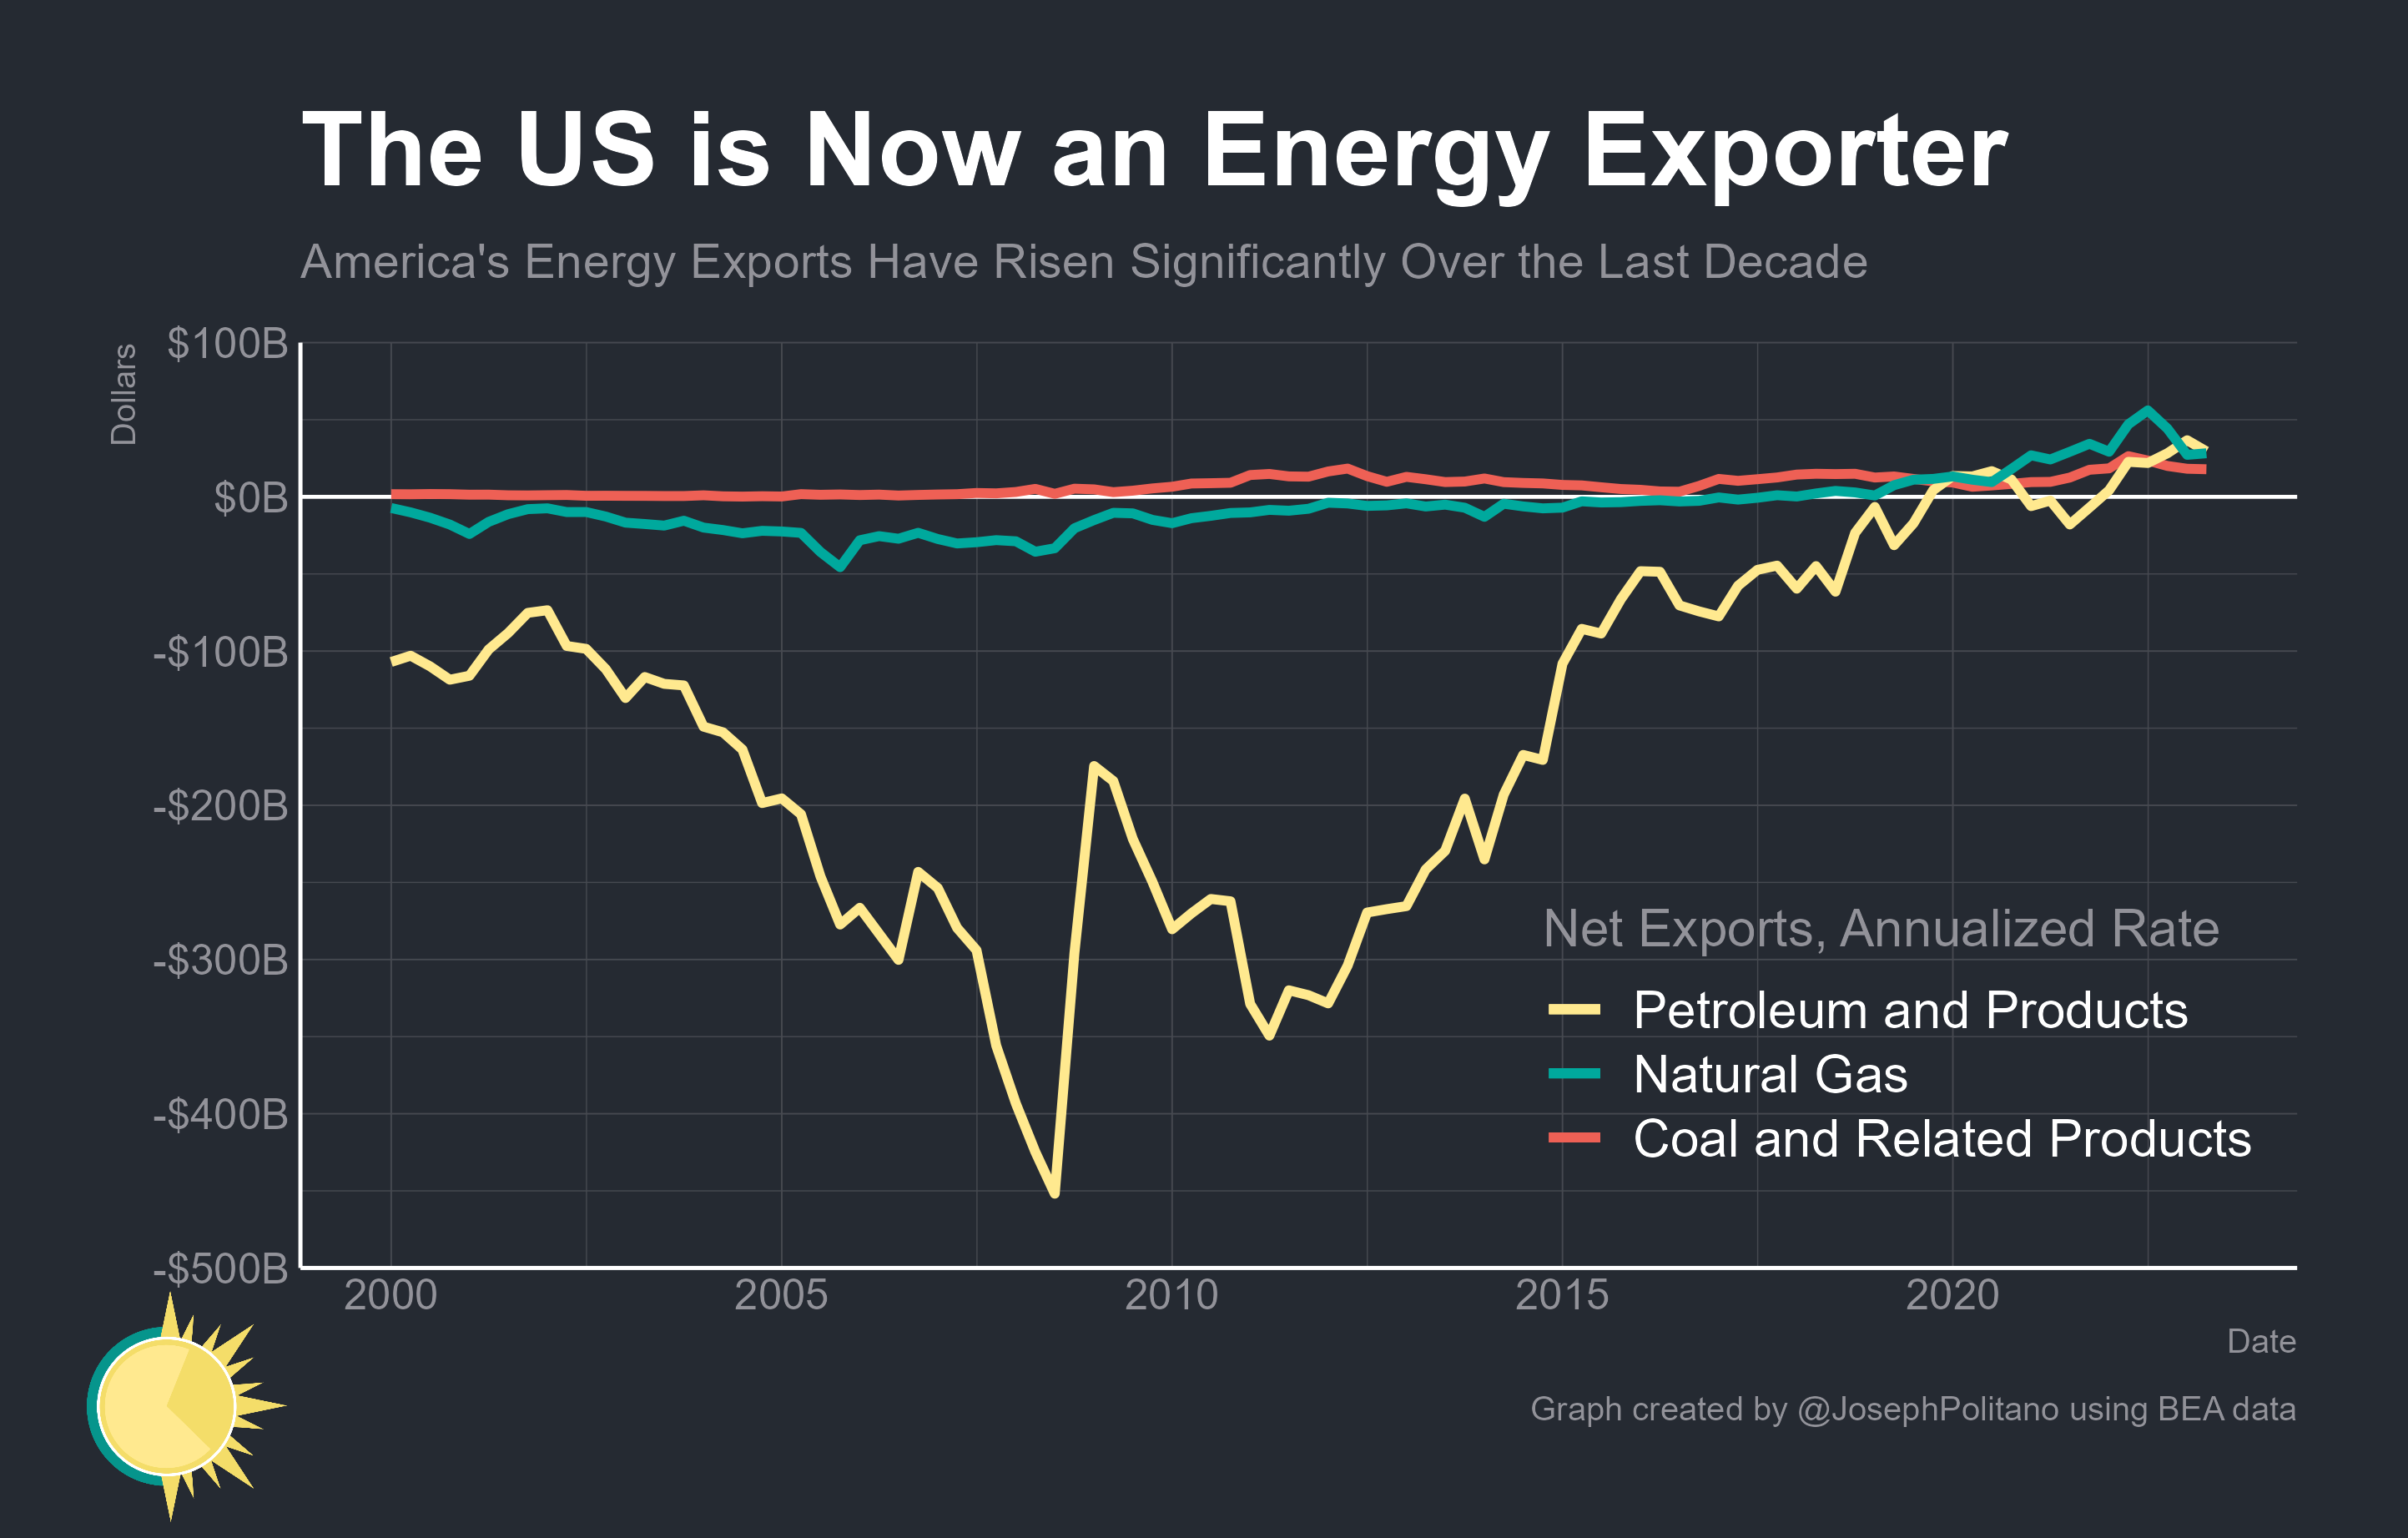 The US is Now an Energy Exporter
America's Energy Exports Have Risen Significantly Over the Last Decade
Dollars
$100B
$0B
-$100B
-$200B
-$300B
-$400B
-$500B
Net Exports, Annualized Rate
Petroleum and Products
Natural Gas
Coal and Related Products
2000 2005 2010 2015 2020
Date
Graph created by @JosephPolitano using BEA data